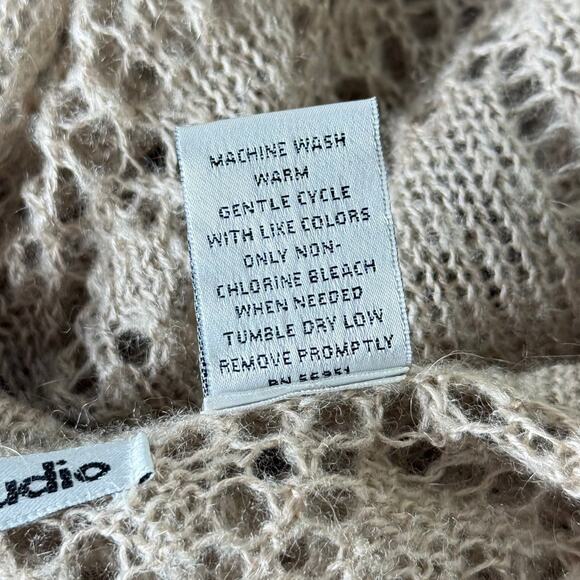 MACHINE WASH
WARM
GENTLE CYCLE
WITH LIKE COLORS
ONLY NON-
CHLORINE BLEACH
WHEN NEEDED
TUMBLE DRY LOW
REMOVE PROMPTLY
udio